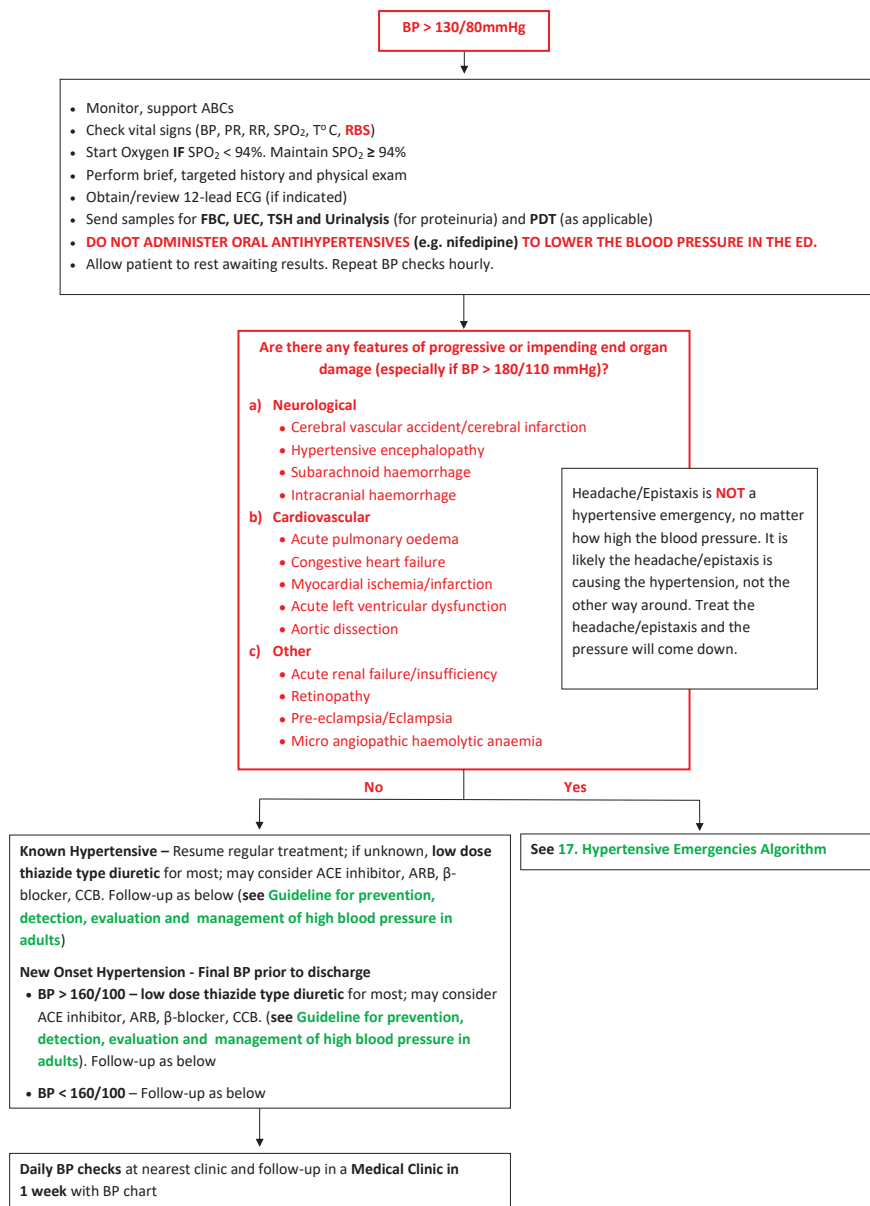 BP > 130/80mmHg
• Monitor, support ABCs
• Check vital signs (BP, PR, RR, SPO₂, T° C, RBS)
• Start Oxygen IF SPO₂ < 94%. Maintain SPO₂ ≥ 94%
• Perform brief, targeted history and physical exam
• Obtain/review 12-lead ECG (if indicated)
• Send samples for FBC, UEC, TSH and Urinalysis (for proteinuria) and PDT (as applicable)
• DO NOT ADMINISTER ORAL ANTIHYPERTENSIVES (e.g. nifedipine) TO LOWER THE BLOOD PRESSURE IN THE ED.
• Allow patient to rest awaiting results. Repeat BP checks hourly.
Are there any features of progressive or impending end organ
damage (especially if BP > 180/110 mmHg)?
a) Neurological
• Cerebral vascular accident/cerebral infarction
• Hypertensive encephalopathy
• Subarachnoid haemorrhage
• Intracranial haemorrhage
b) Cardiovascular
• Acute pulmonary oedema
• Congestive heart failure
• Myocardial ischemia/infarction
• Acute left ventricular dysfunction
• Aortic dissection
c) Other
• Acute renal failure/insufficiency
• Retinopathy
• Pre-eclampsia/Eclampsia
• Micro angiopathic haemolytic anaemia
Headache/Epistaxis is NOT a
hypertensive emergency, no matter
how high the blood pressure. It is
likely the headache/epistaxis is
causing the hypertension, not the
other way around. Treat the
headache/epistaxis and the
pressure will come down.
No
Yes
Known Hypertensive – Resume regular treatment; if unknown, low dose
thiazide type diuretic for most; may consider ACE inhibitor, ARB, β-
blocker, CCB. Follow-up as below (see Guideline for prevention,
detection, evaluation and management of high blood pressure in
adults)
New Onset Hypertension - Final BP prior to discharge
• BP > 160/100 – low dose thiazide type diuretic for most; may consider
ACE inhibitor, ARB, β-blocker, CCB. (see Guideline for prevention,
detection, evaluation and management of high blood pressure in
adults). Follow-up as below
• BP < 160/100 – Follow-up as below
See 17. Hypertensive Emergencies Algorithm
Daily BP checks at nearest clinic and follow-up in a Medical Clinic in
1 week with BP chart